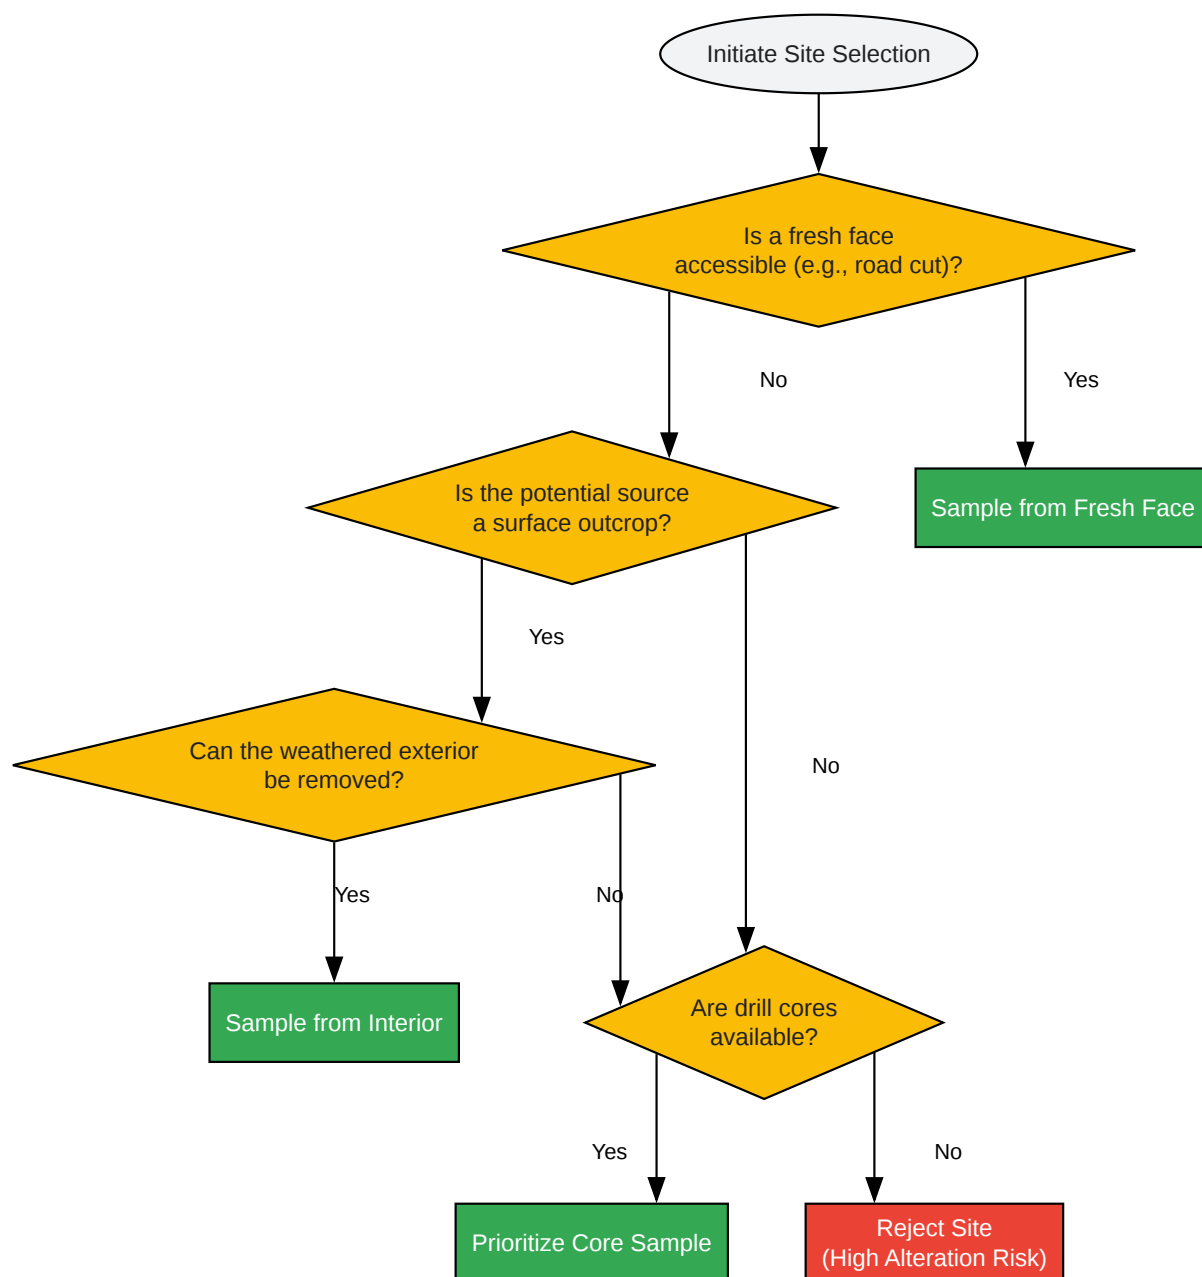 Initiate Site Selection
Is a fresh face
accessible (e.g., road cut)?
No
Yes
Is the potential source
a surface outcrop?
Sample from Fresh Face
Yes
Can the weathered exterior
be removed?
No
Yes
No
Sample from Interior
Are drill cores
available?
Yes
No
Prioritize Core Sample
Reject Site
(High Alteration Risk)